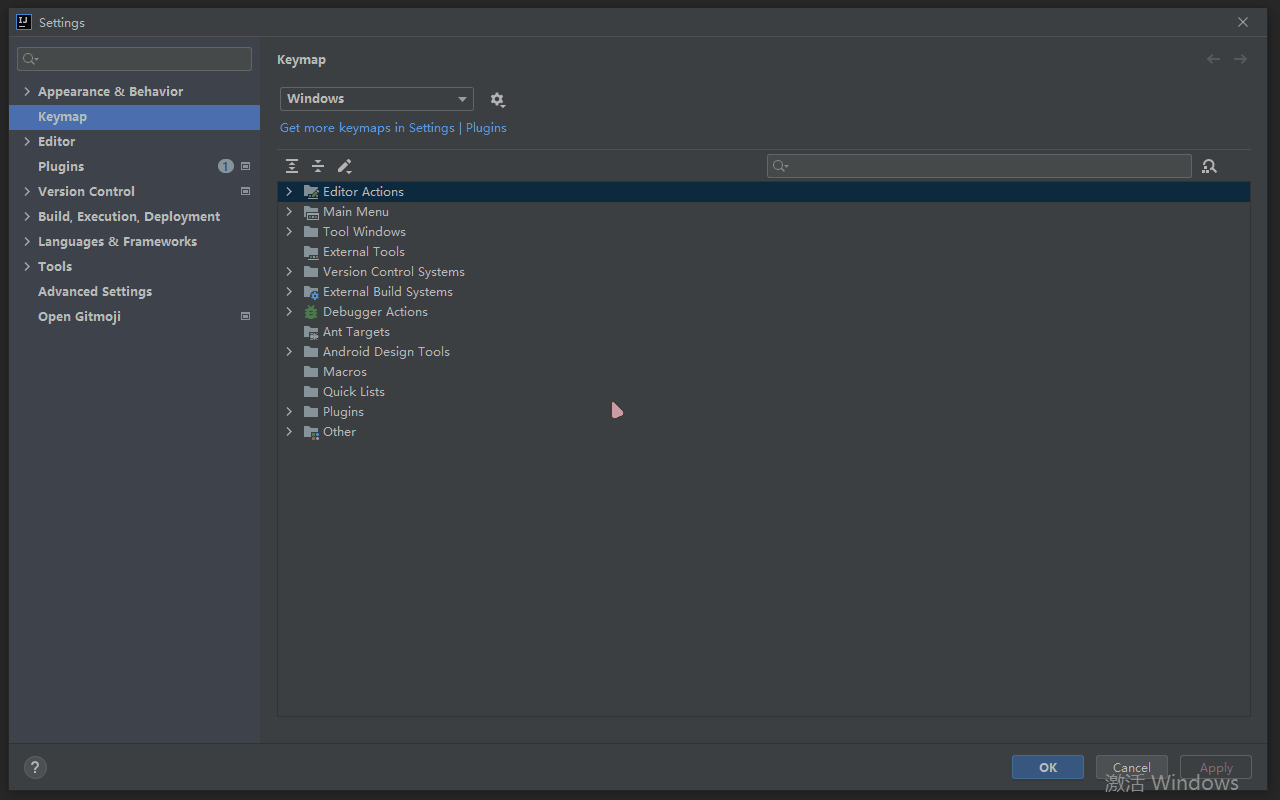 Settings
Keymap
Appearance & Behavior
Keymap
Editor
Plugins 1
Version Control
Build, Execution, Deployment
Languages & Frameworks
Tools
Advanced Settings
Open Gitmoji
Windows
Get more keymaps in Settings | Plugins
Editor Actions
Main Menu
Tool Windows
External Tools
Version Control Systems
External Build Systems
Debugger Actions
Ant Targets
Android Design Tools
Macros
Quick Lists
Plugins
Other
?
OK
Cancel
Apply
激活 Windows